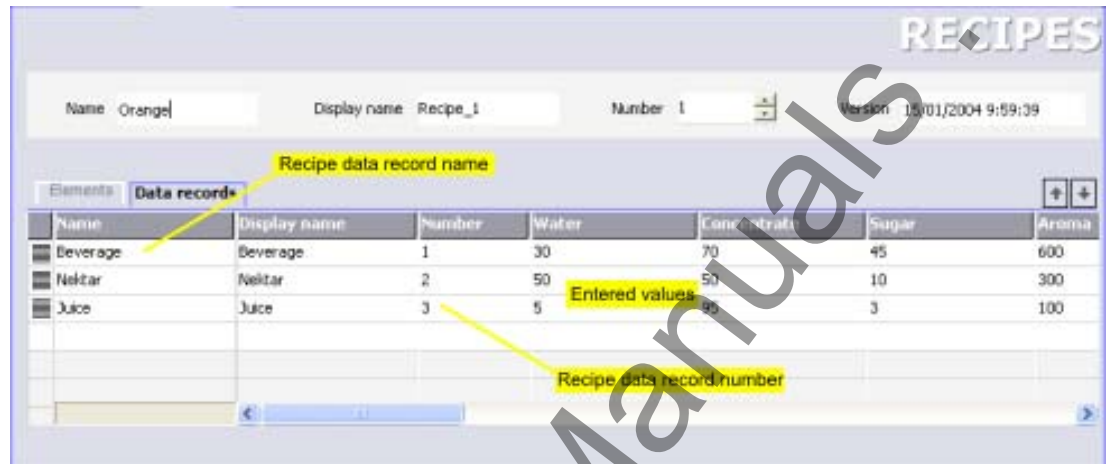 RECIPES
Name Orange Display name Recipe_1 Number 1 Version 15/01/2004 9:59:39
Recipe data record name
Elements Data records
Name Display name Number Water Concentrate Sugar Aroma
Beverage Beverage 1 30 70 45 600
Nektar Nektar 2 50 50 10 300
Entered values
Juice Juice 3 5 95 3 100
Recipe data record number
Manuals.